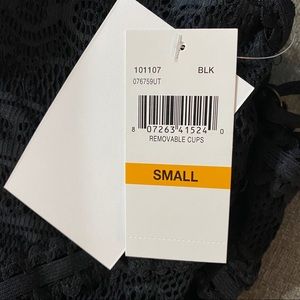 101107 BLK
076759UT
8 07263 41524 0
REMOVABLE CUPS
SMALL